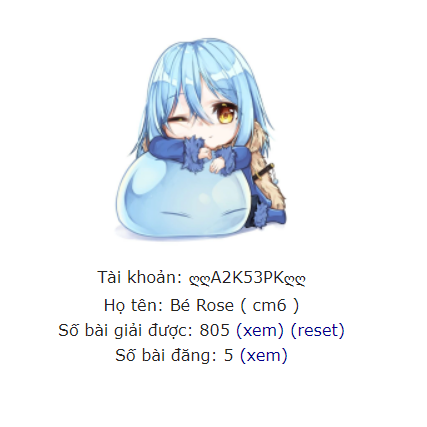 Tài khoản: ღღA2K53PKღღ
Họ tên: Bé Rose ( cm6 )
Số bài giải được: 805 (xem) (reset)
Số bài đăng: 5 (xem)